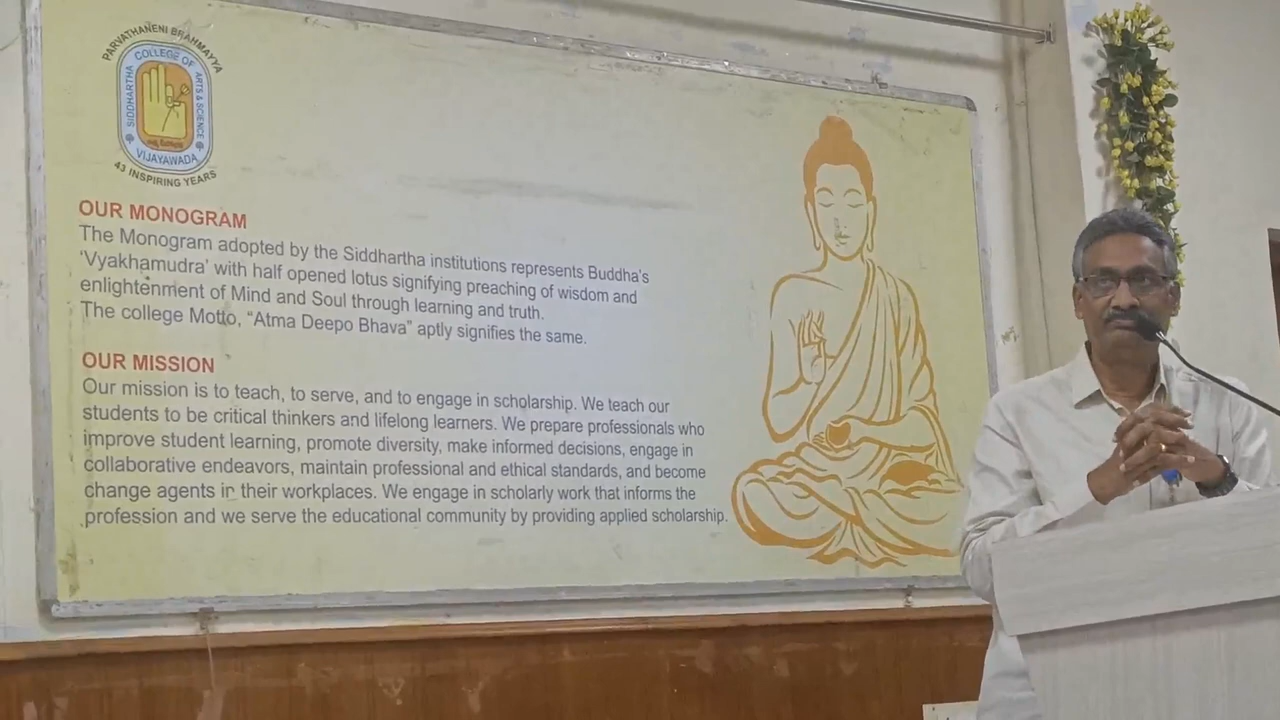 PARVATHANENI BRAHMAYYA
SIDDHARTHA COLLEGE OF ARTS & SCIENCE
VIJAYAWADA
43 INSPIRING YEARS
OUR MONOGRAM
The Monogram adopted by the Siddhartha institutions represents Buddha's
'Vyakhamudra' with half opened lotus signifying preaching of wisdom and
enlightenment of Mind and Soul through learning and truth.
The college Motto, “Atma Deepo Bhava” aptly signifies the same.
OUR MISSION
Our mission is to teach, to serve, and to engage in scholarship. We teach our
students to be critical thinkers and lifelong learners. We prepare professionals who
improve student learning, promote diversity, make informed decisions, engage in
collaborative endeavors, maintain professional and ethical standards, and become
change agents in their workplaces. We engage in scholarly work that informs the
profession and we serve the educational community by providing applied scholarship.